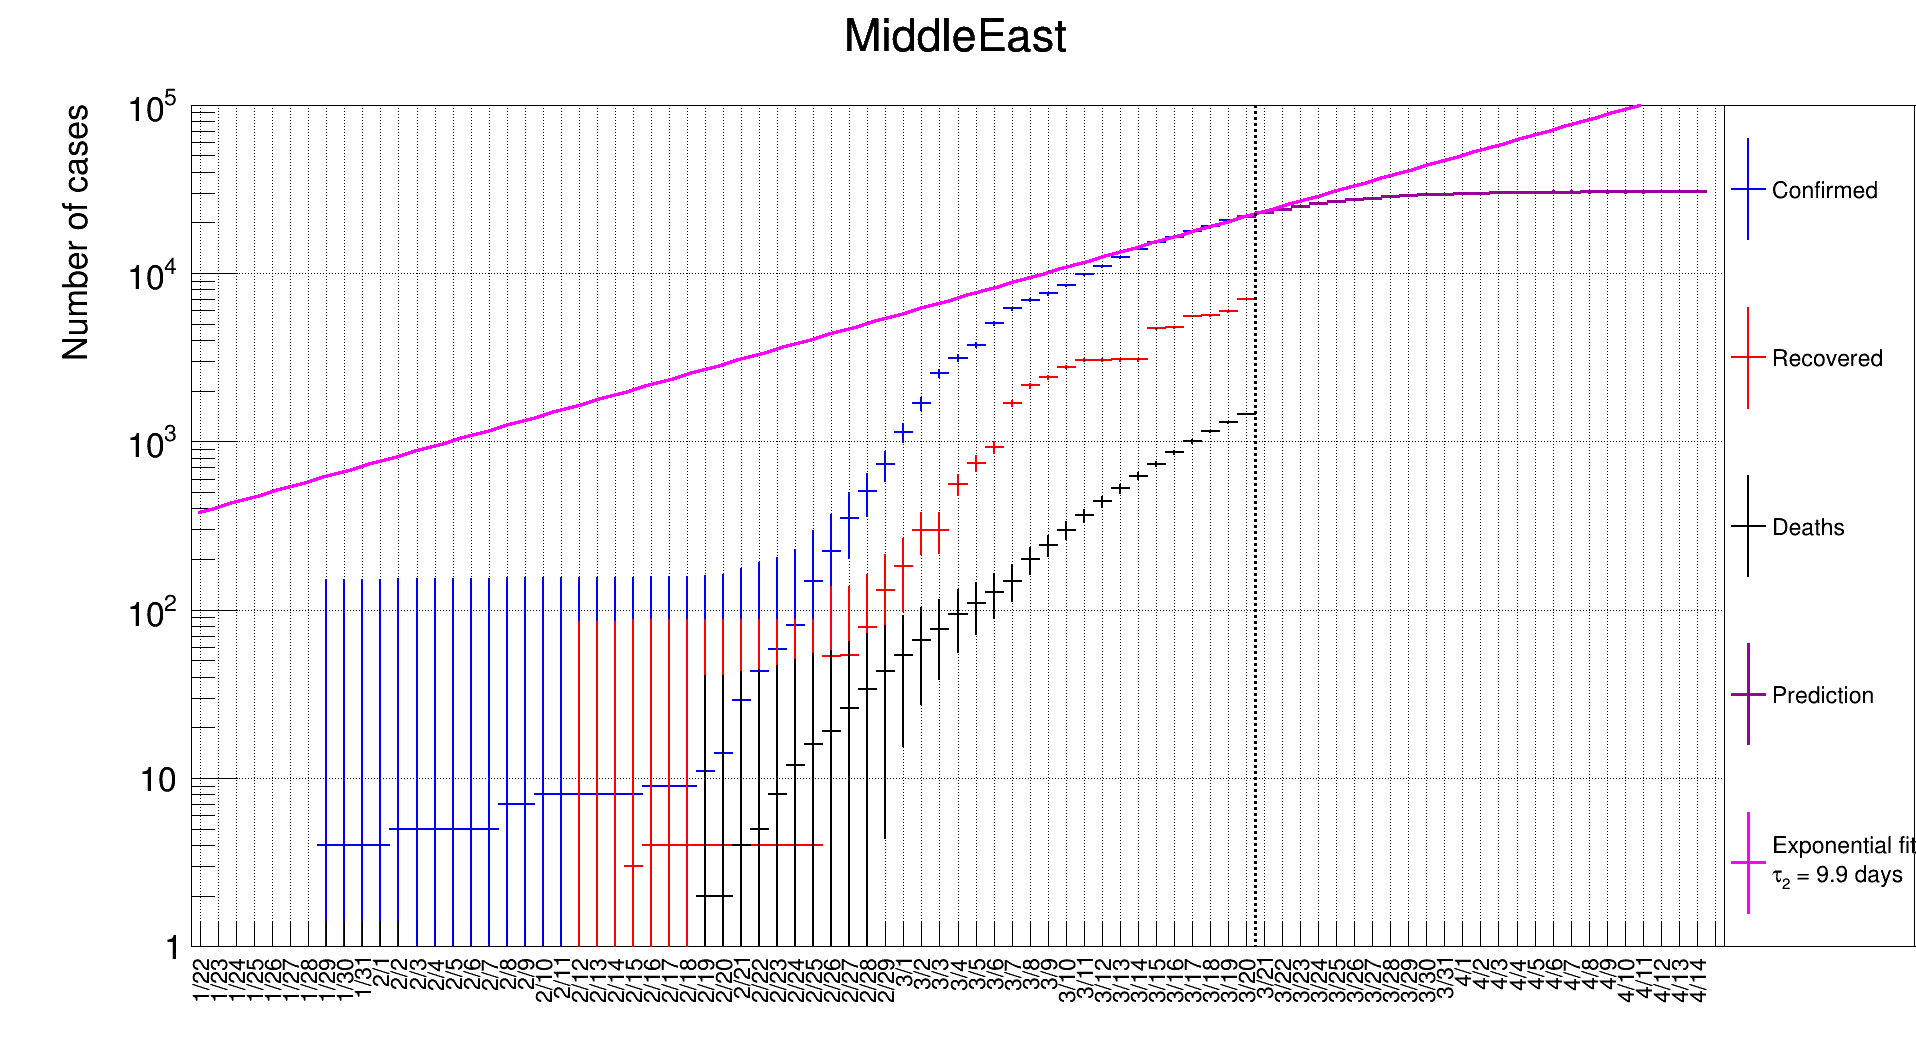 MiddleEast
Number of cases
10^5
10^4
10^3
10^2
10
1
1/22 1/23 1/24 1/25 1/26 1/27 1/28 1/29 1/30 1/31 2/1 2/2 2/3 2/4 2/5 2/6 2/7 2/8 2/9 2/10 2/11 2/12 2/13 2/14 2/15 2/16 2/17 2/18 2/19 2/20 2/21 2/22 2/23 2/24 2/25 2/26 2/27 2/28 2/29 3/1 3/2 3/3 3/4 3/5 3/6 3/7 3/8 3/9 3/10 3/11 3/12 3/13 3/14 3/15 3/16 3/17 3/18 3/19 3/20 3/21 3/22 3/23 3/24 3/25 3/26 3/27 3/28 3/29 3/30 3/31 4/1 4/2 4/3 4/4 4/5 4/6 4/7 4/8 4/9 4/10 4/11 4/12 4/13 4/14
Confirmed
Recovered
Deaths
Prediction
Exponential fit
τ₂ = 9.9 days